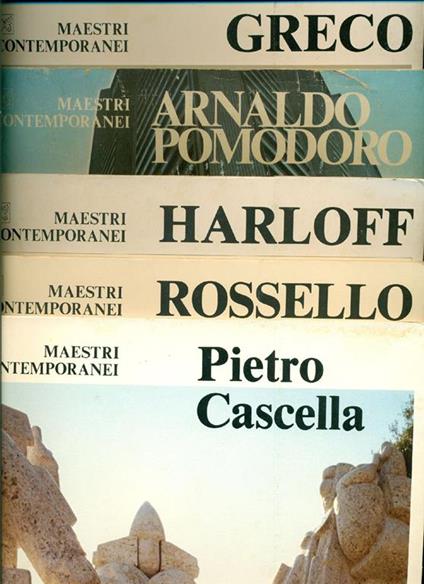 MAESTRI
CONTEMPORANEI
GRECO
MAESTRI
CONTEMPORANEI
ARNALDO
POMODORO
MAESTRI
CONTEMPORANEI
HARLOFF
MAESTRI
CONTEMPORANEI
ROSSELLO
MAESTRI
CONTEMPORANEI
Pietro
Cascella